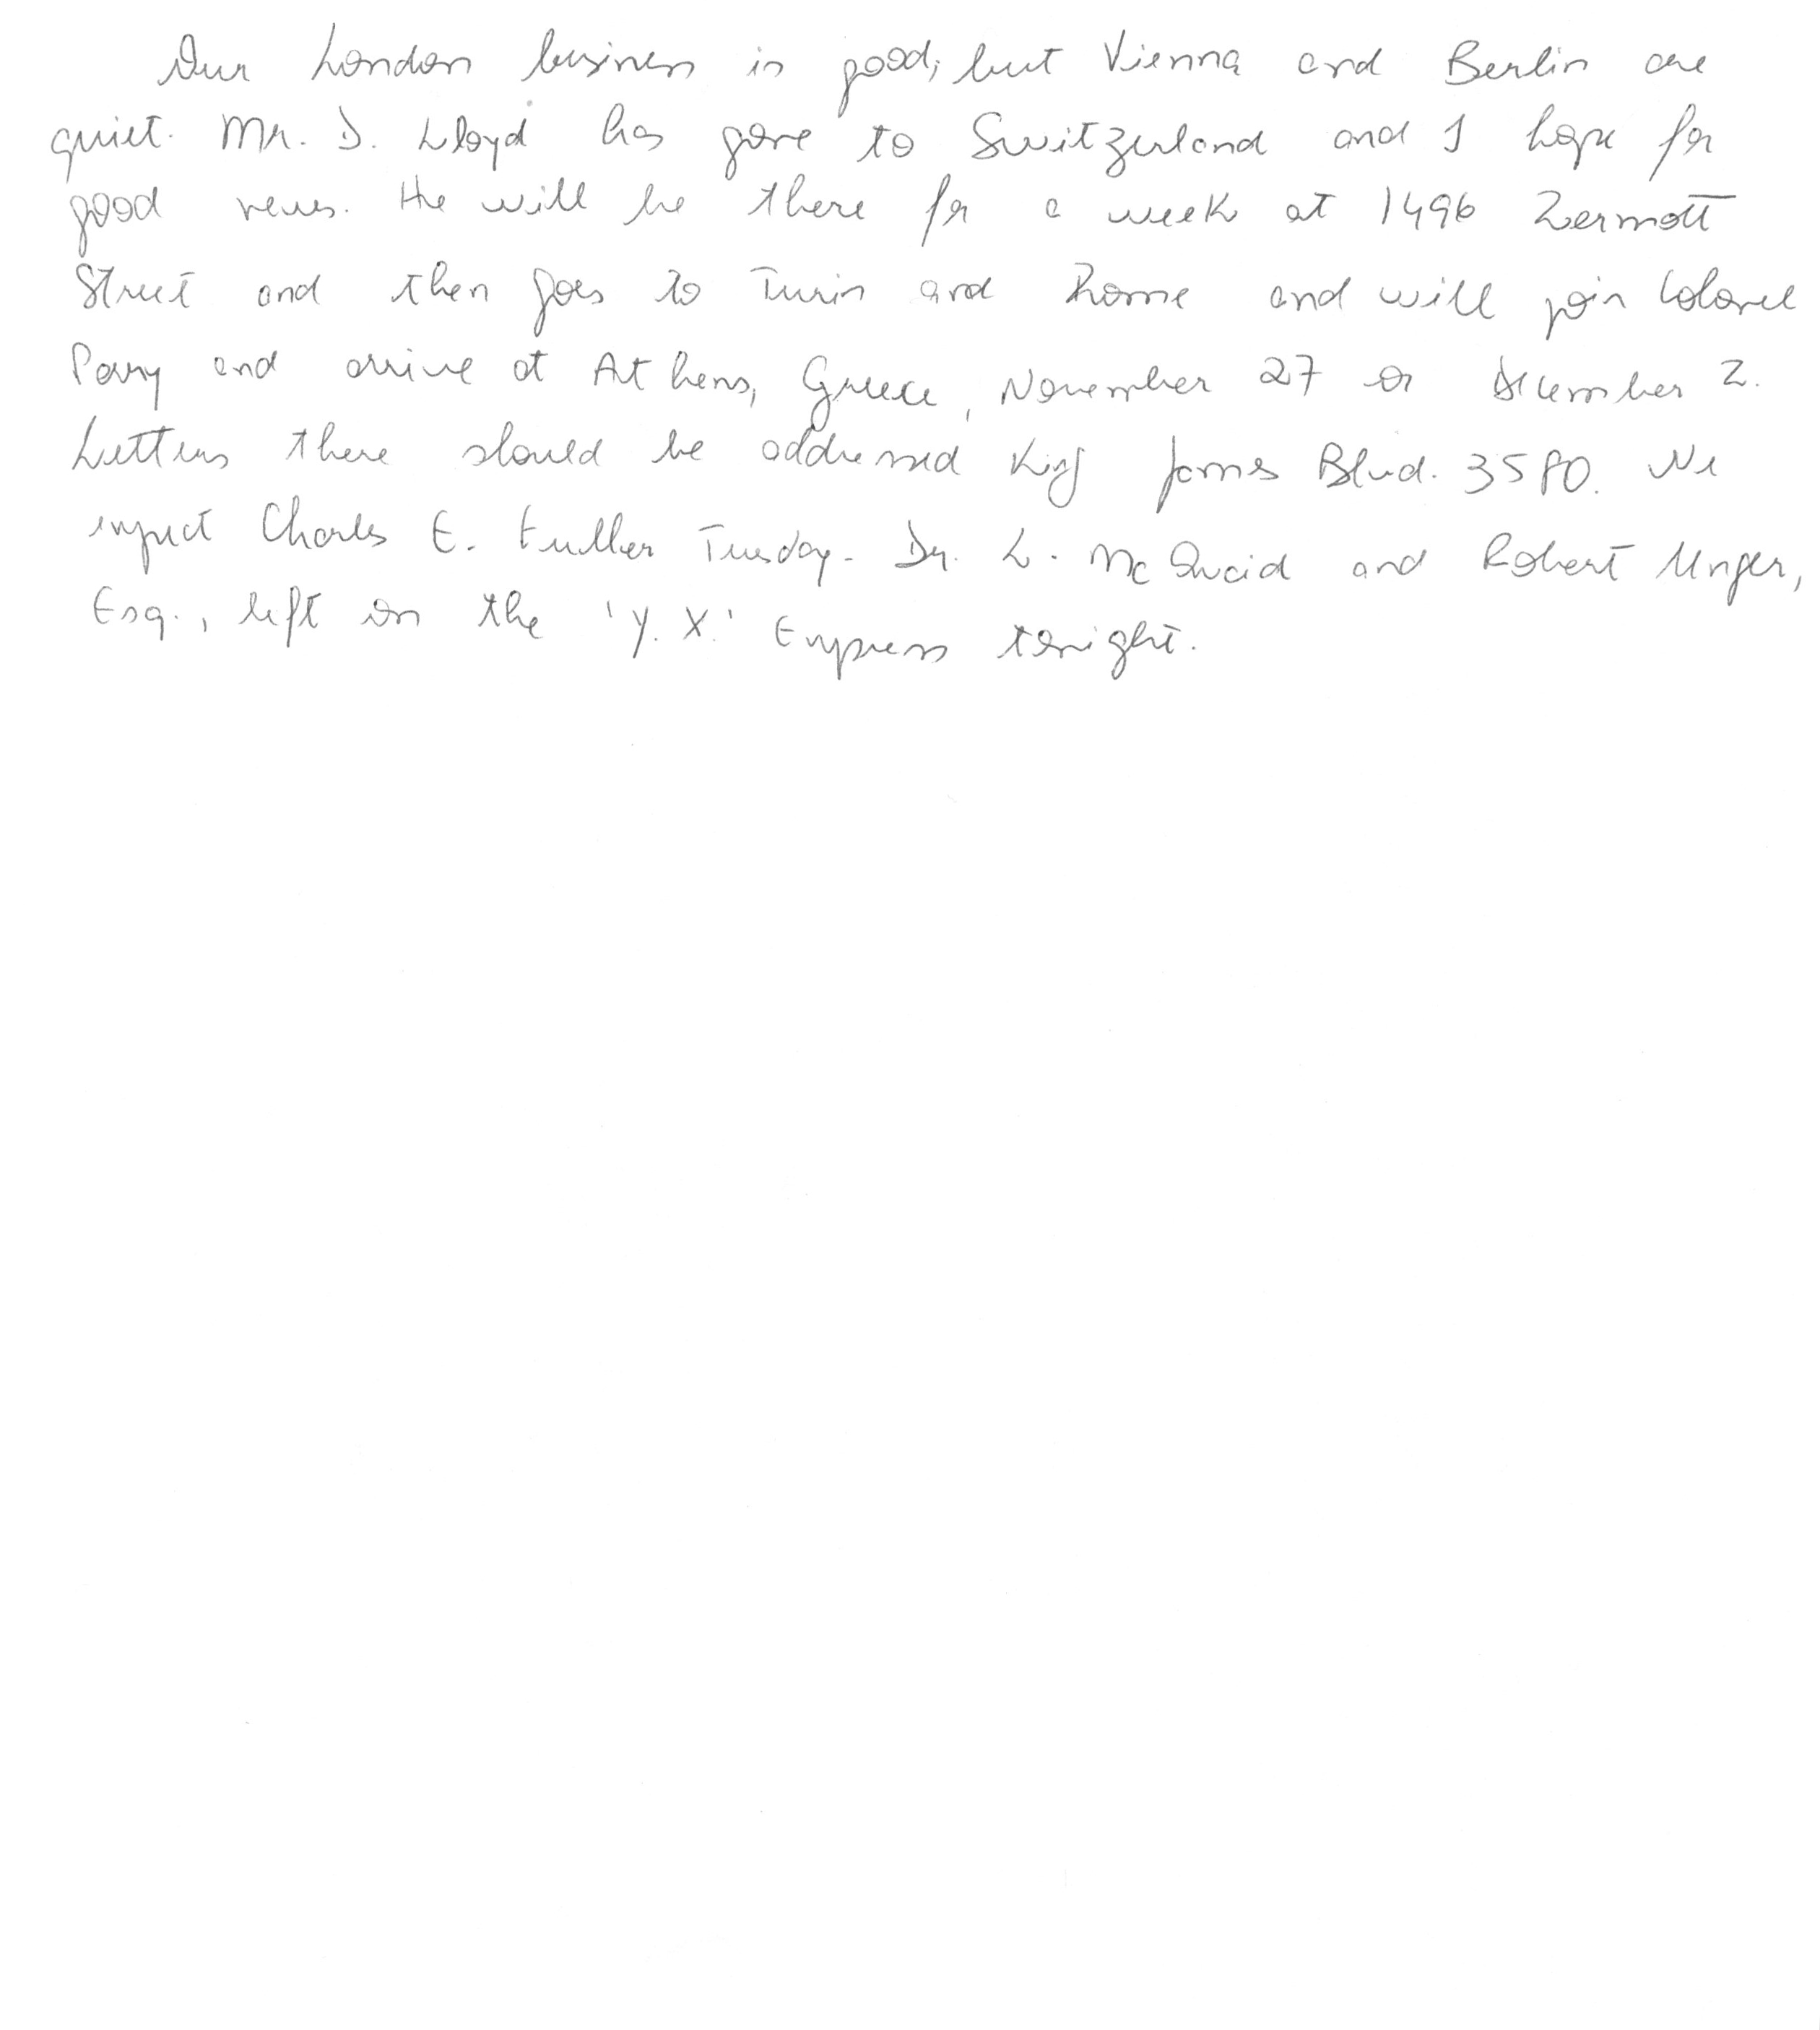 Our London business is good, but Vienna and Berlin are
quiet. Mr. D. Lloyd has gone to Switzerland and I hope for
good news. He will be there for a week at 1496 Zermott
Street and then goes to Turin and Rome and will join Colonel
Parry and arrive at Athens, Greece, November 27 or December 2.
Letters there should be addressed King James Blvd. 3580. We
expect Charles E. Fuller Tuesday. Dr. L. McQuaid and Robert Unger,
Esq., left on the 'Y.X.' Express tonight.